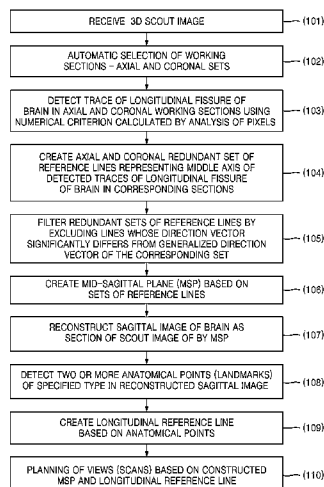 RECEIVE 3D SCOUT IMAGE
(101)
AUTOMATIC SELECTION OF WORKING
SECTIONS - AXIAL AND CORONAL SETS
(102)
DETECT TRACE OF LONGITUDINAL FISSURE OF
BRAIN IN AXIAL AND CORONAL WORKING SECTIONS USING
NUMERICAL CRITERION CALCULATED BY ANALYSIS OF PIXELS
(103)
CREATE AXIAL AND CORONAL REDUNDANT SET OF
REFERENCE LINES REPRESENTING MIDDLE AXIS OF
DETECTED TRACES OF LONGITUDINAL FISSURE
OF BRAIN IN CORRESPONDING SECTIONS
(104)
FILTER REDUNDANT SETS OF REFERENCE LINES BY
EXCLUDING LINES WHOSE DIRECTION VECTOR
SIGNIFICANTLY DIFFERS FROM GENERALIZED DIRECTION
VECTOR OF THE CORRESPONDING SET
(105)
CREATE MID-SAGITTAL PLANE (MSP) BASED ON
SETS OF REFERENCE LINES
(106)
RECONSTRUCT SAGITTAL IMAGE OF BRAIN AS
SECTION OF SCOUT IMAGE OF BY MSP
(107)
DETECT TWO OR MORE ANATOMICAL POINTS (LANDMARKS)
OF SPECIFIED TYPE IN RECONSTRUCTED SAGITTAL IMAGE
(108)
CREATE LONGITUDINAL REFERENCE LINE
BASED ON ANATOMICAL POINTS
(109)
PLANNING OF VIEWS (SCANS) BASED ON CONSTRUCTED
MSP AND LONGITUDINAL REFERENCE LINE
(110)